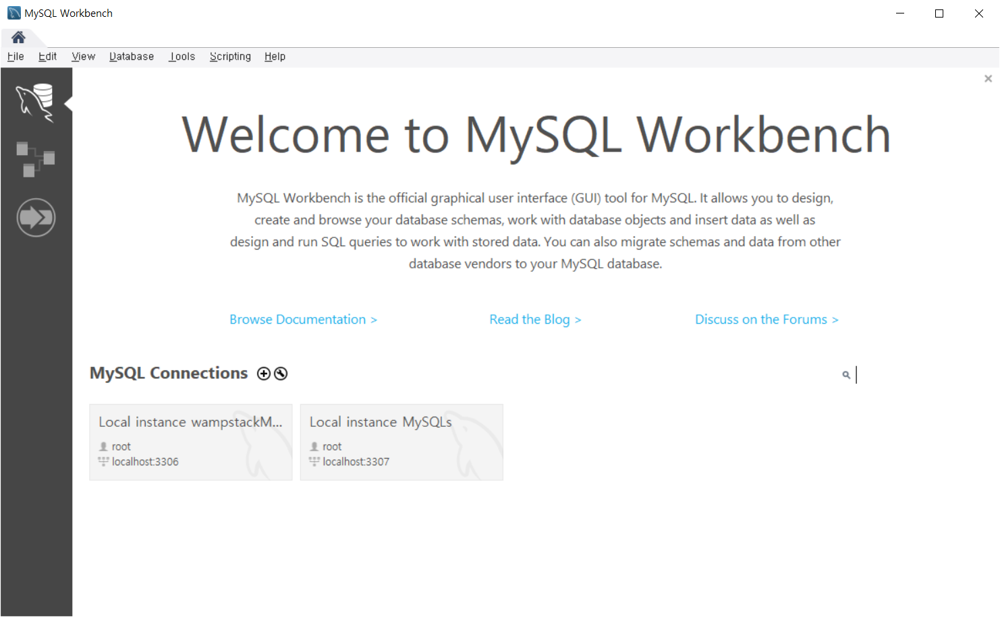 MySQL Workbench
File Edit View Database Tools Scripting Help
Welcome to MySQL Workbench
MySQL Workbench is the official graphical user interface (GUI) tool for MySQL. It allows you to design,
create and browse your database schemas, work with database objects and insert data as well as
design and run SQL queries to work with stored data. You can also migrate schemas and data from other
database vendors to your MySQL database.
Browse Documentation > Read the Blog > Discuss on the Forums >
MySQL Connections
Local instance wampstackM...
root
localhost:3306
Local instance MySQLs
root
localhost:3307